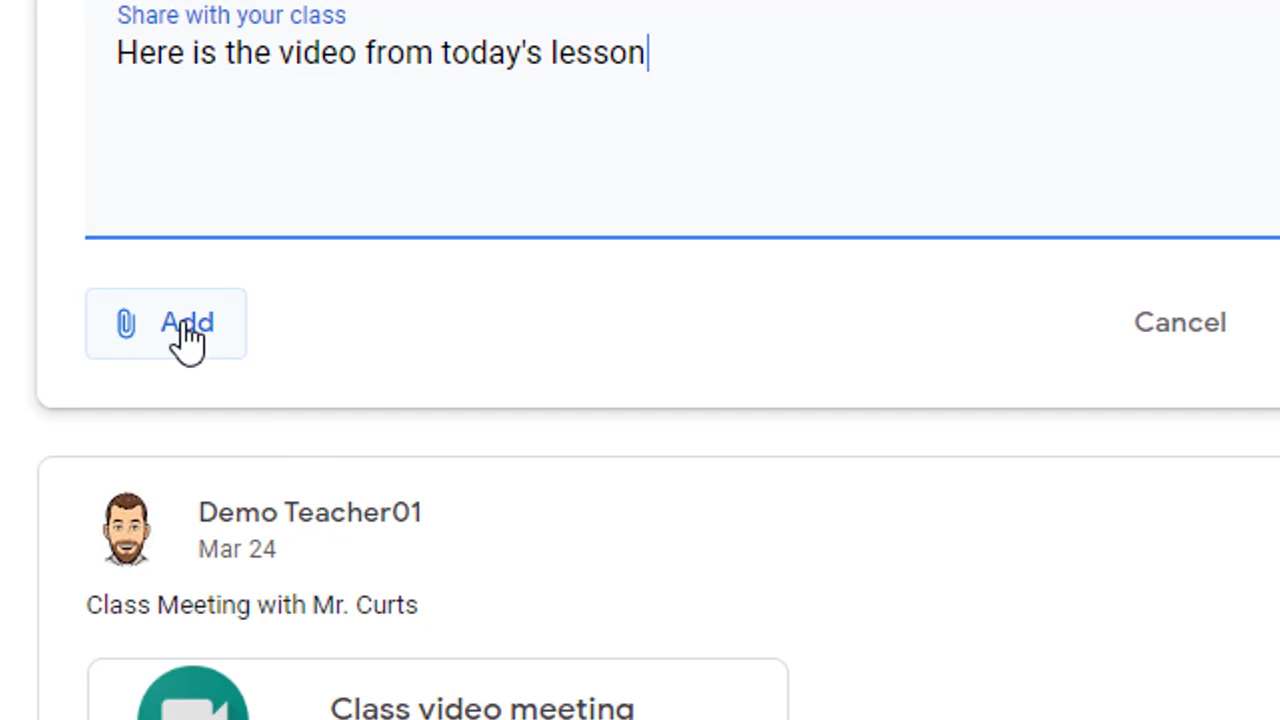 Share with your class
Here is the video from today's lesson
Add
Cancel
Demo Teacher01
Mar 24
Class Meeting with Mr. Curts
Class video meeting